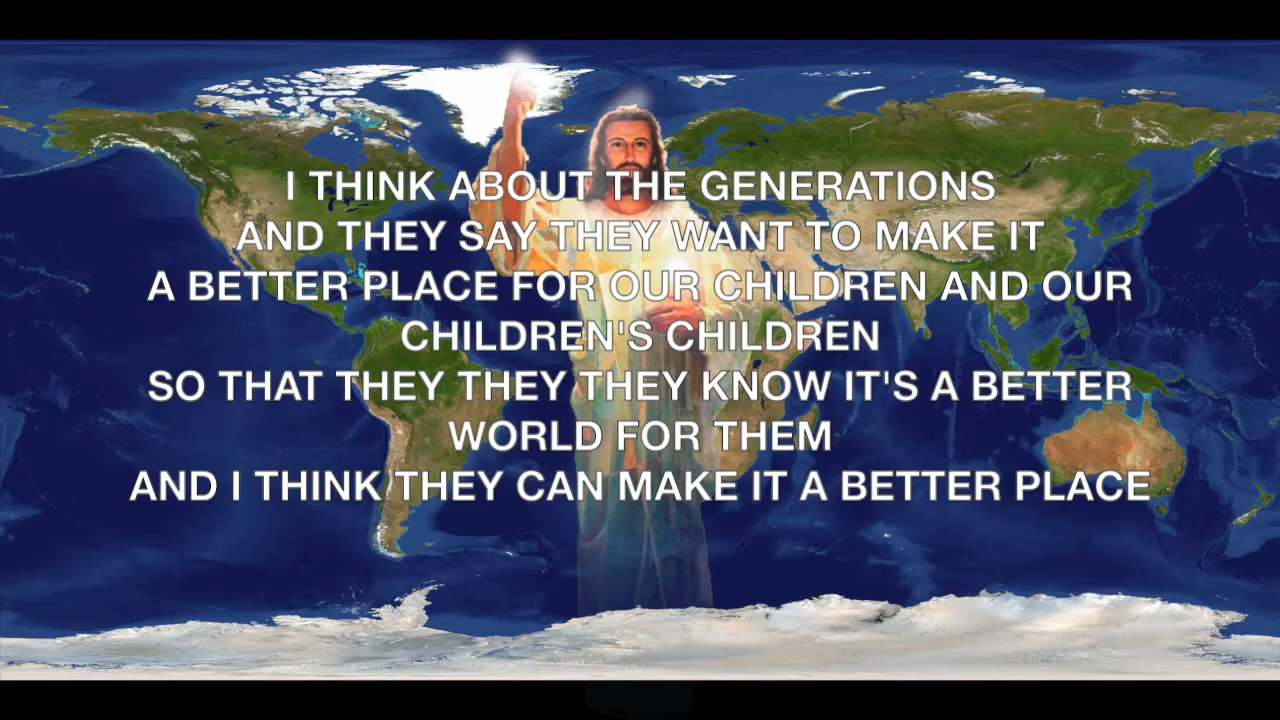 I THINK ABOUT THE GENERATIONS
AND THEY SAY THEY WANT TO MAKE IT
A BETTER PLACE FOR OUR CHILDREN AND OUR
CHILDREN'S CHILDREN
SO THAT THEY THEY THEY KNOW IT'S A BETTER
WORLD FOR THEM
AND I THINK THEY CAN MAKE IT A BETTER PLACE